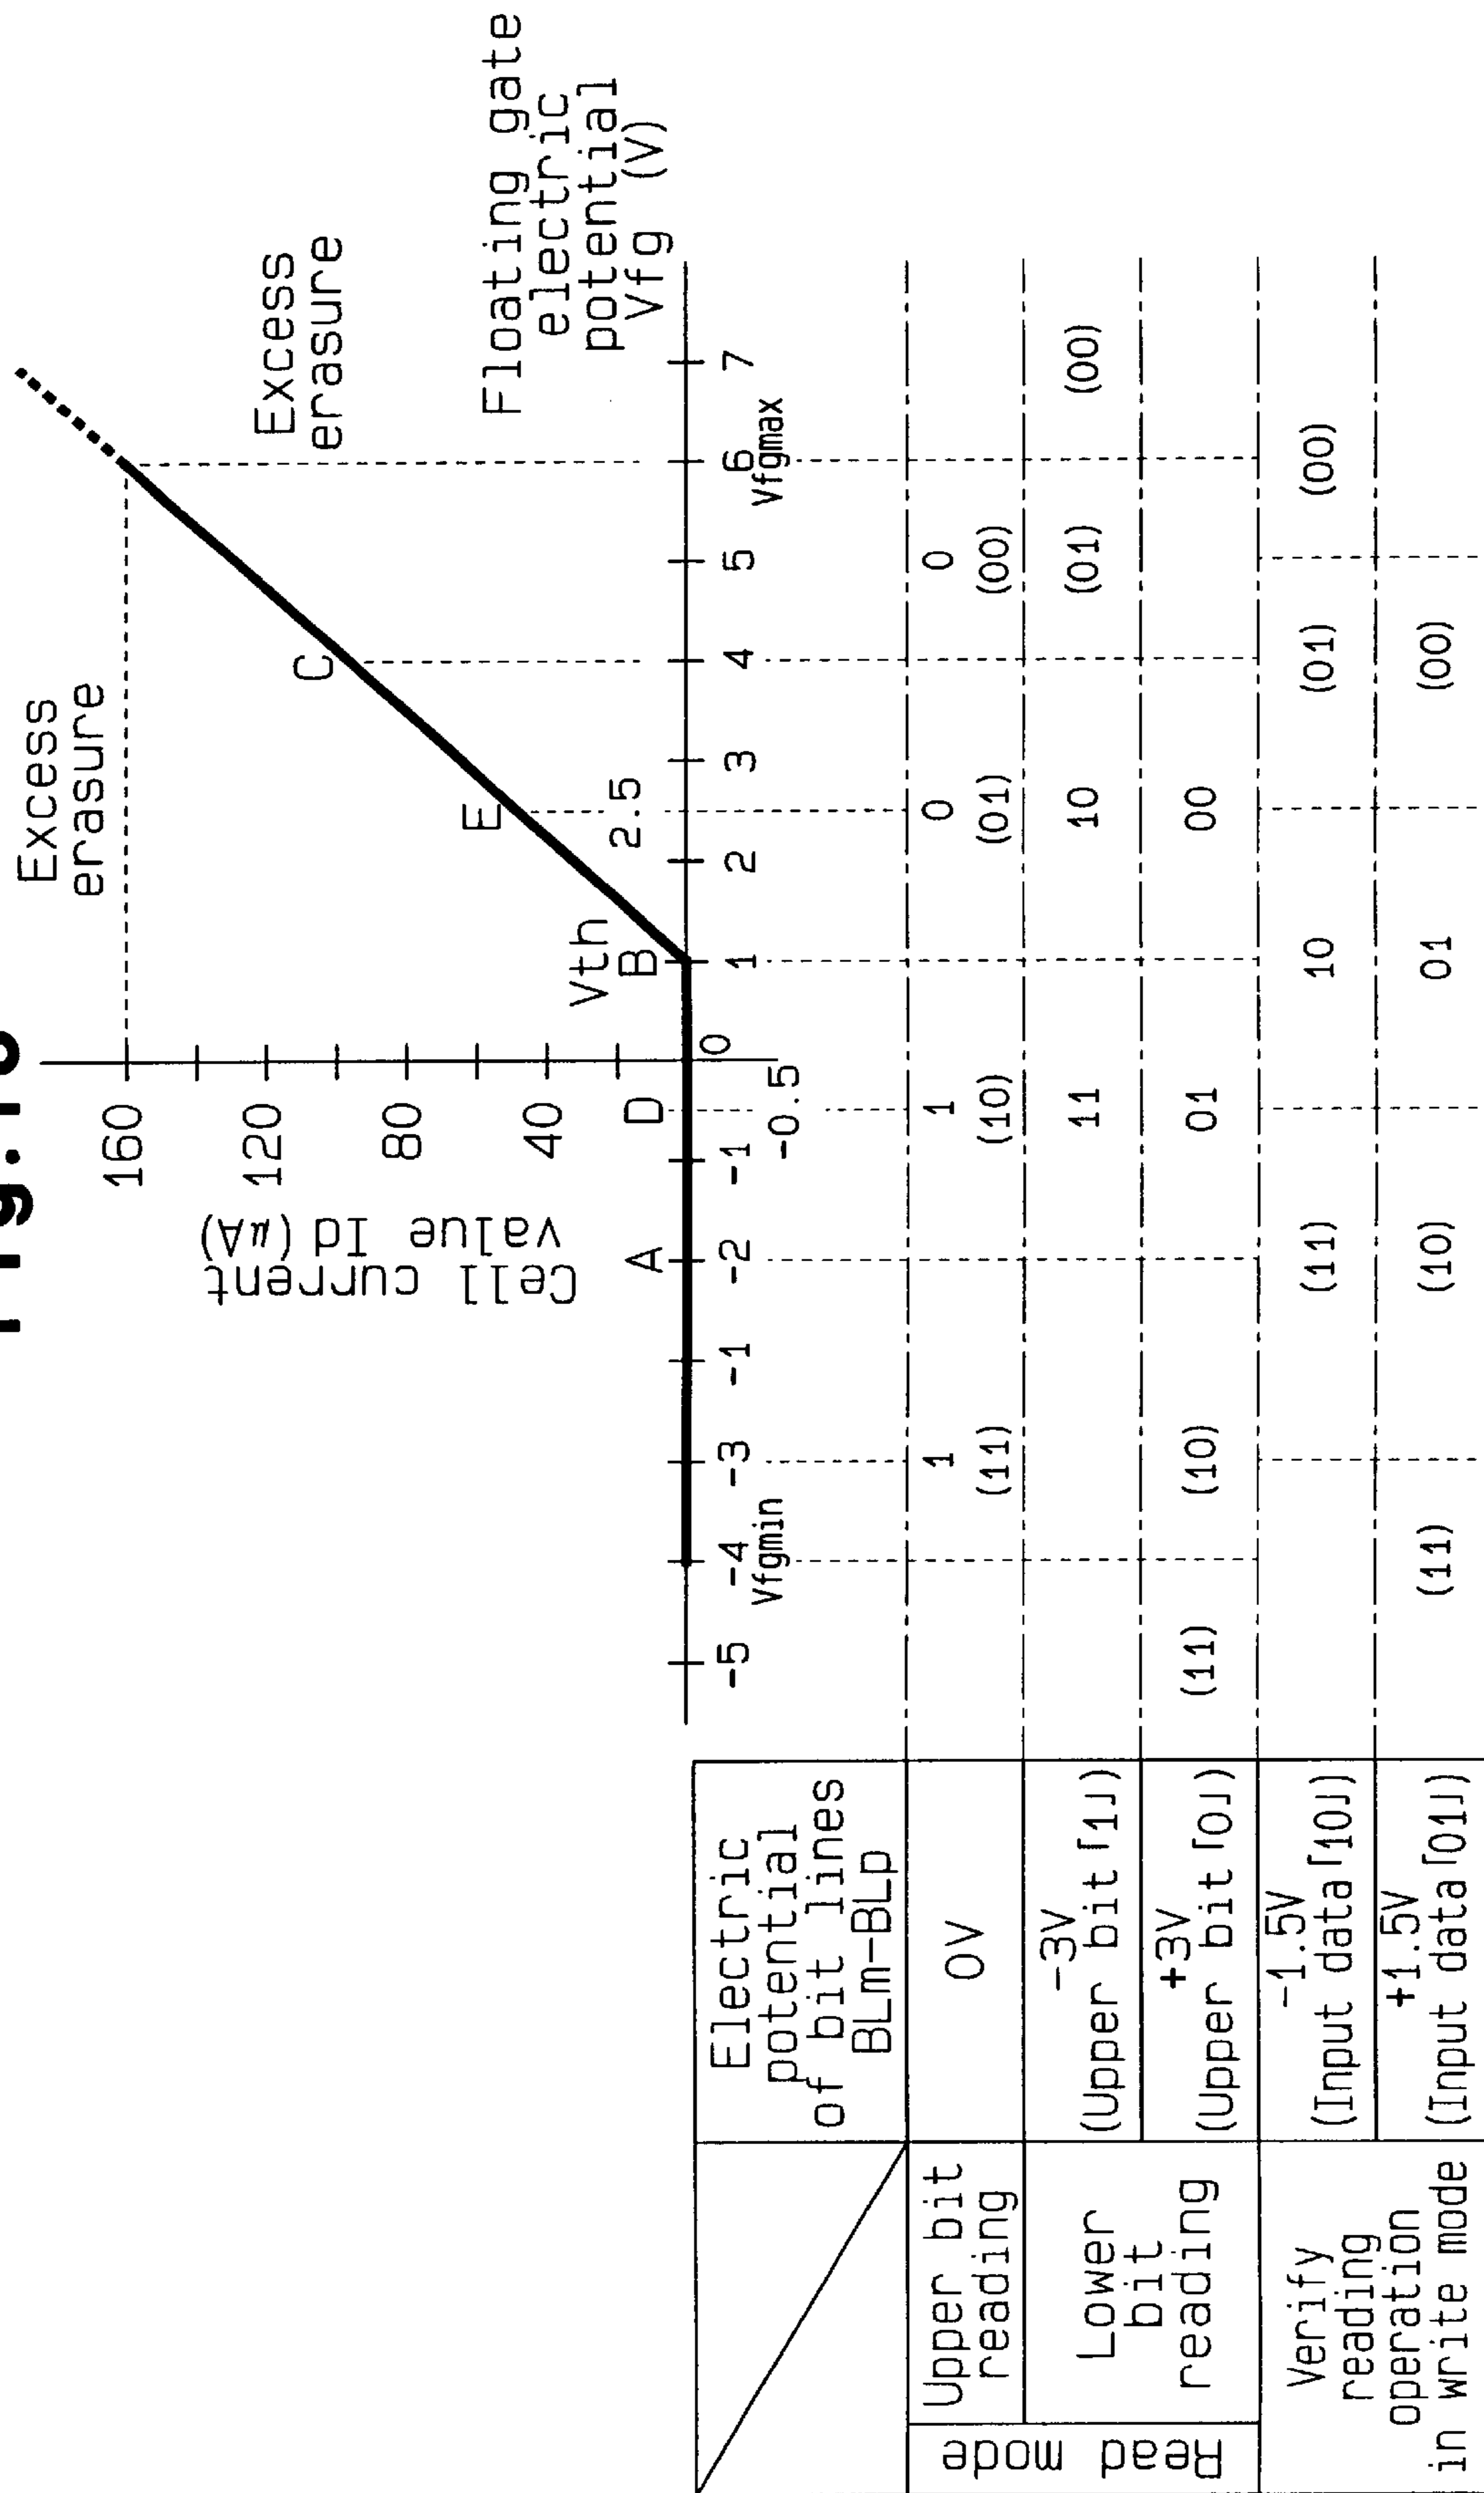 Excess
erasure
160
120
80
40
Cell current
value Id(μA)
Excess
erasure
C
E
2.5
Vth
B
D
A
Floating gate
electric
potential
Vfg (V)
-5 -4 -3 -1 -2 -1 0 1 2 3 4 5 6 7
Vfgmin
-0.5
Vfgmax
Electric
potential
of bit lines
BLm-BLp
Read mode
Upper bit
reading
0V
1 1 0 0
(11) (10) (01) (00)
Lower
bit
reading
-3V
(Upper bit「1」)
11 10 (01) (00)
+3V
(Upper bit「0」)
(11) (10) 01 00
Verify
reading
operation
in write mode
-1.5V
(Input data「10」)
(11) 10 (01) (00)
+1.5V
(Input data「01」)
(11) (10) 01 (00)